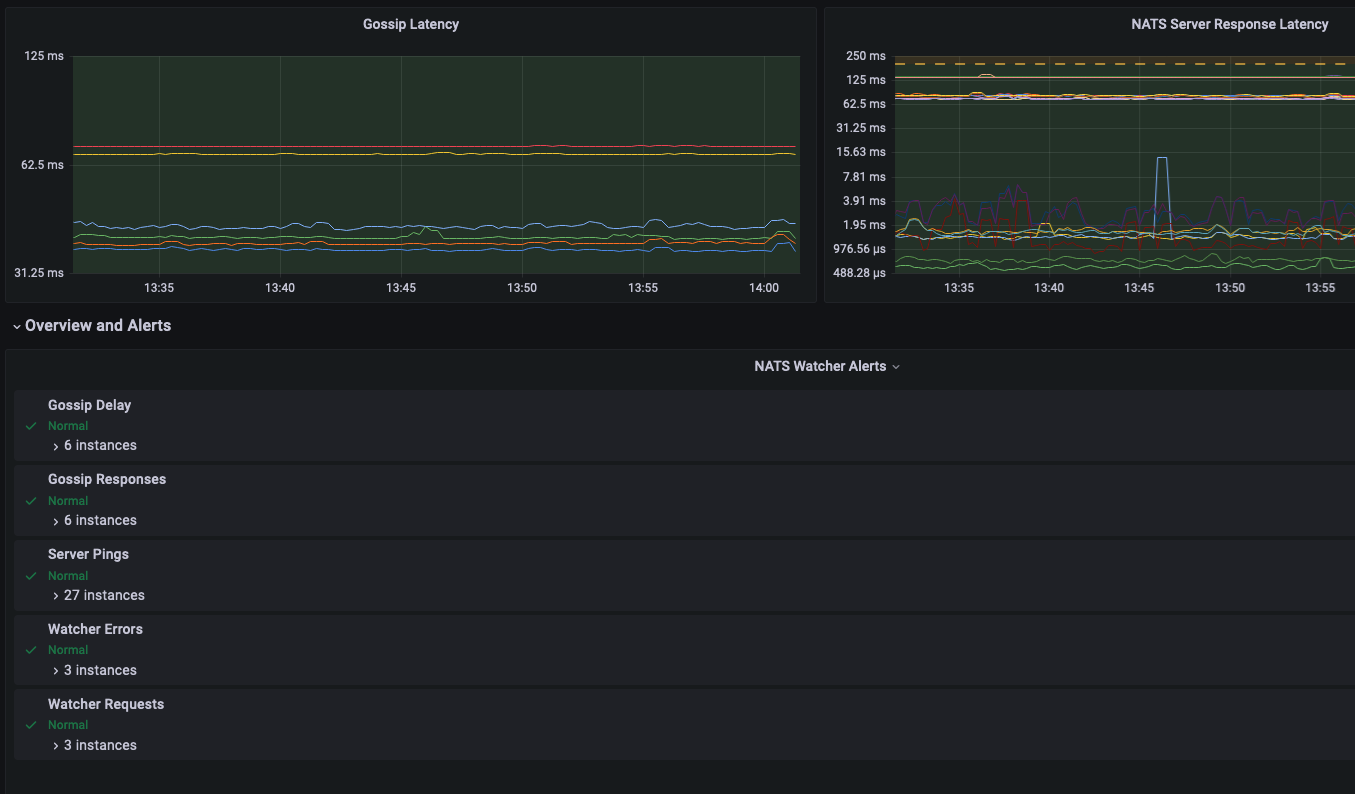 Gossip Latency
125 ms
62.5 ms
31.25 ms
13:35 13:40 13:45 13:50 13:55 14:00
NATS Server Response Latency
250 ms
125 ms
62.5 ms
31.25 ms
15.63 ms
7.81 ms
3.91 ms
1.95 ms
976.56 µs
488.28 µs
13:35 13:40 13:45 13:50 13:55
Overview and Alerts
NATS Watcher Alerts
Gossip Delay
Normal
6 instances
Gossip Responses
Normal
6 instances
Server Pings
Normal
27 instances
Watcher Errors
Normal
3 instances
Watcher Requests
Normal
3 instances